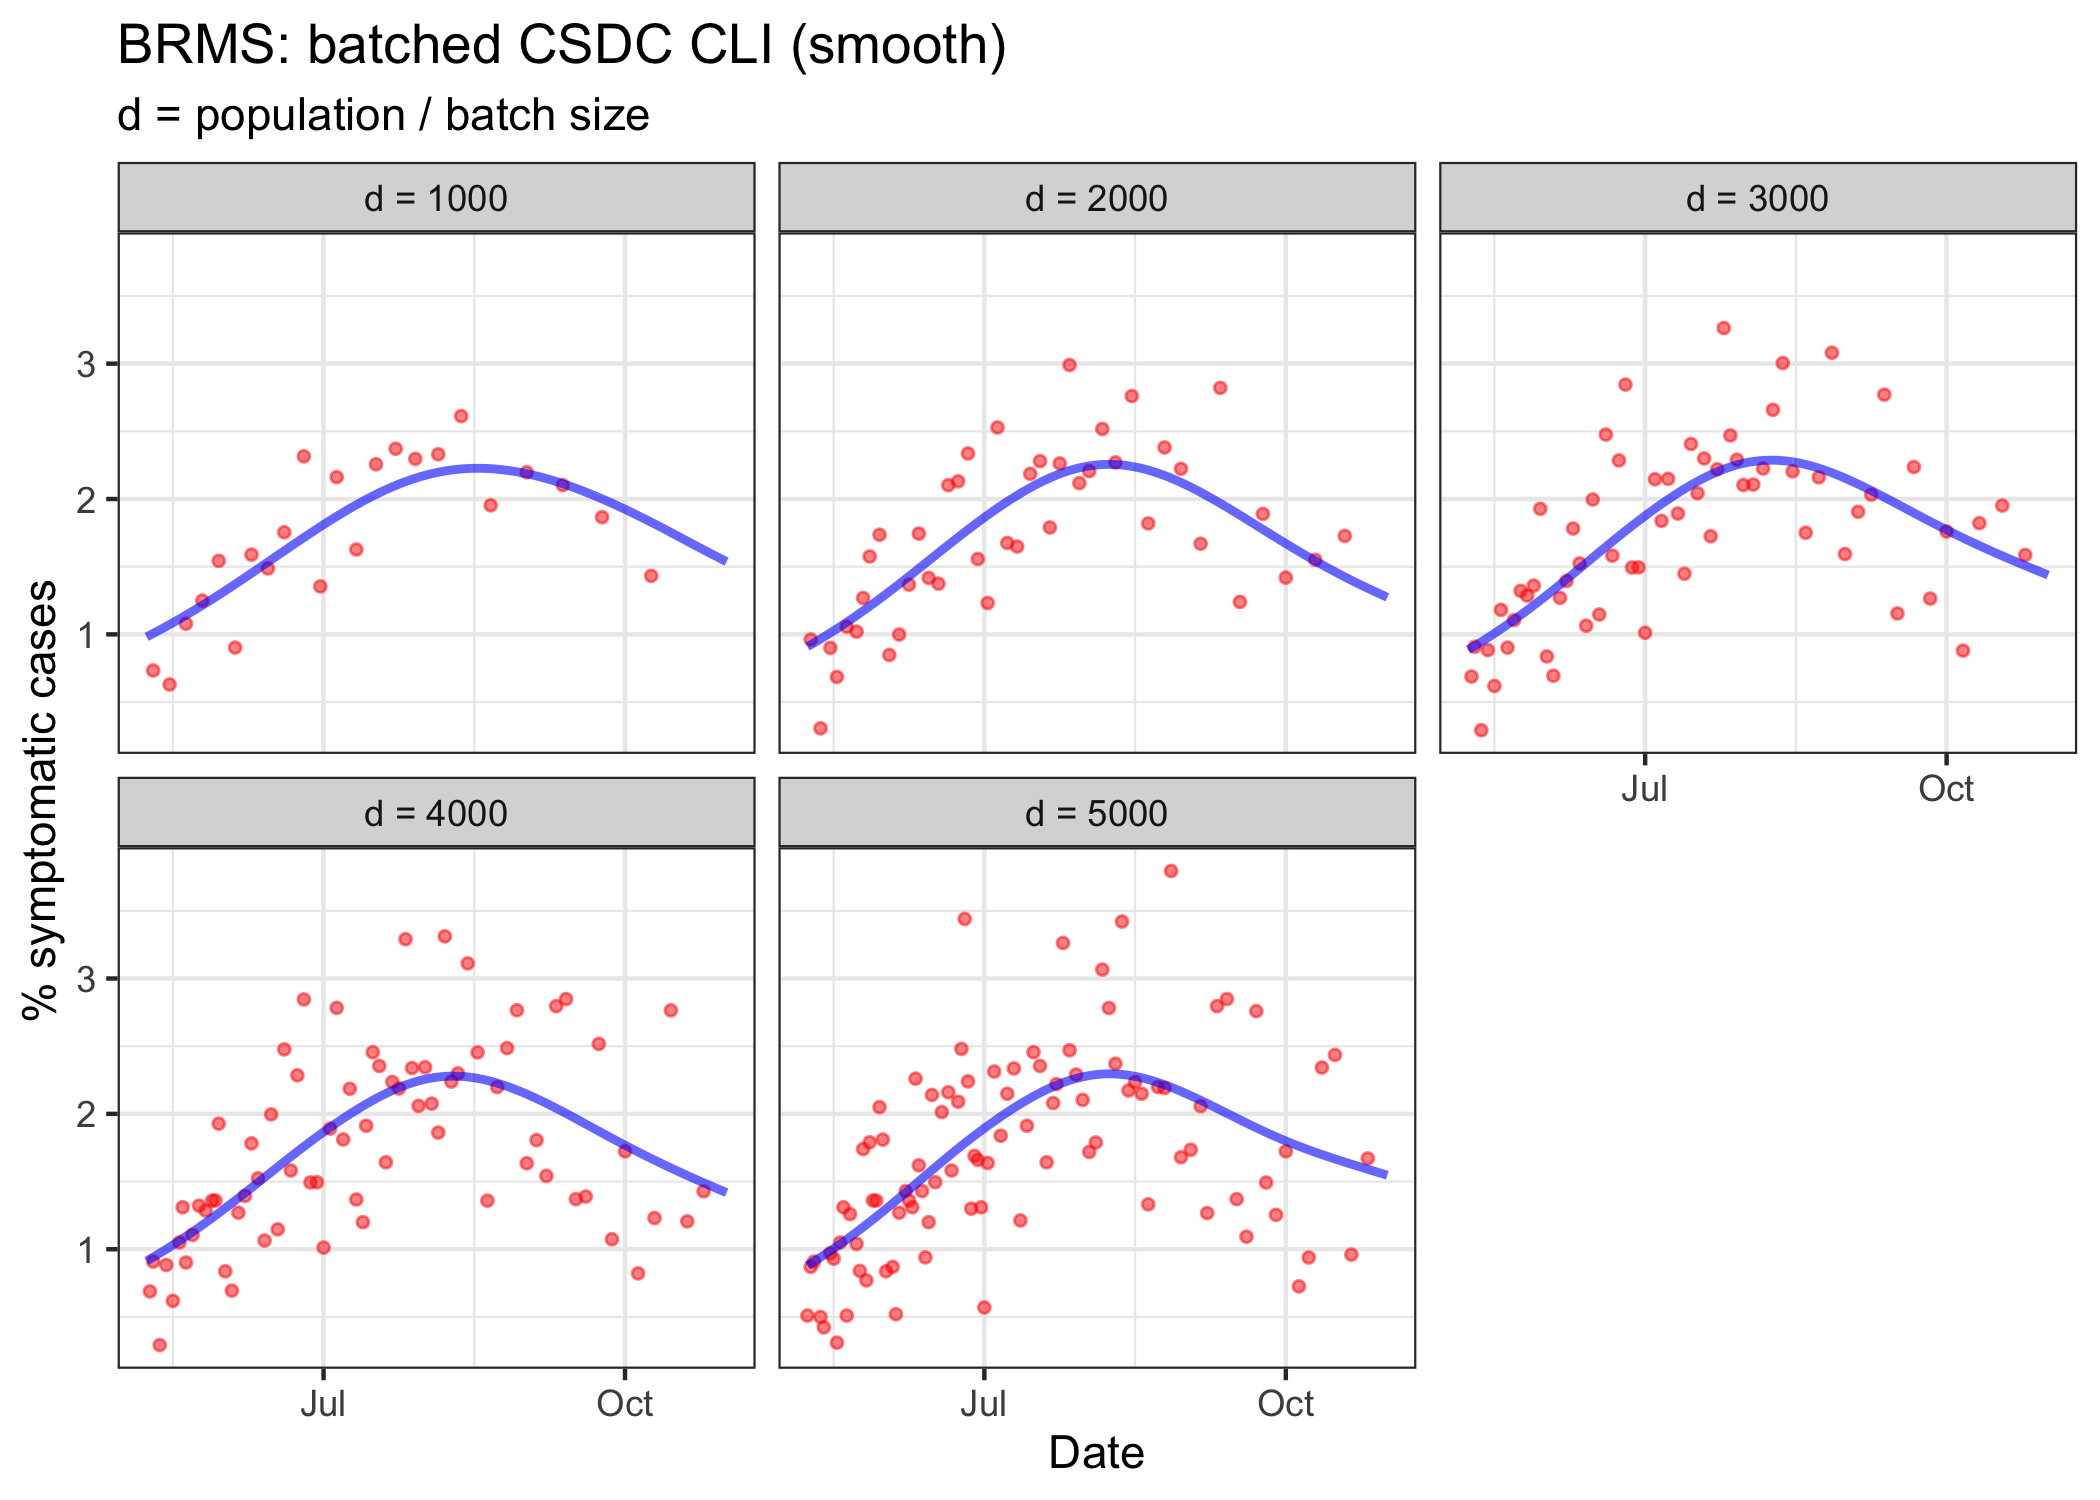 BRMS: batched CSDC CLI (smooth)
d = population / batch size
d = 1000
d = 2000
d = 3000
3
2
1
Jul
Oct
d = 4000
d = 5000
3
2
1
Jul
Oct
Jul
Oct
Date
% symptomatic cases